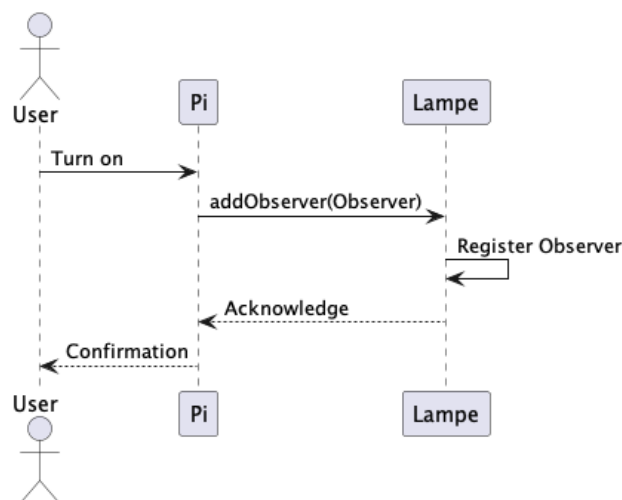 User
Pi
Lampe
Turn on
addObserver(Observer)
Register Observer
Acknowledge
Confirmation
User
Pi
Lampe